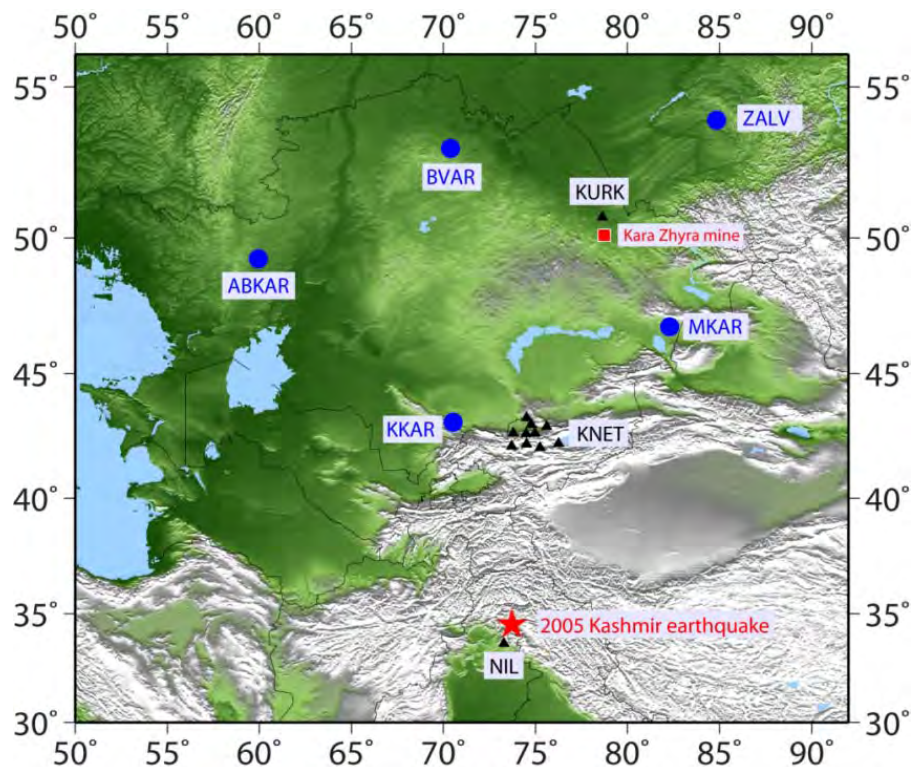 50° 55° 60° 65° 70° 75° 80° 85° 90°
55° 55°
ZALV
BVAR
KURK
50° Kara Zhyra mine 50°
ABKAR
MKAR
45° 45°
KKAR KNET
40° 40°
35° 2005 Kashmir earthquake 35°
NIL
30° 30°
50° 55° 60° 65° 70° 75° 80° 85° 90°